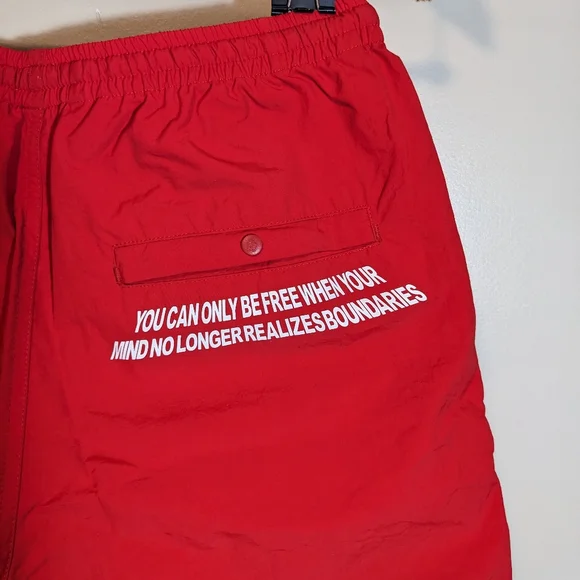 YOU CAN ONLY BE FREE WHEN YOUR
MIND NO LONGER REALIZES BOUNDARIES